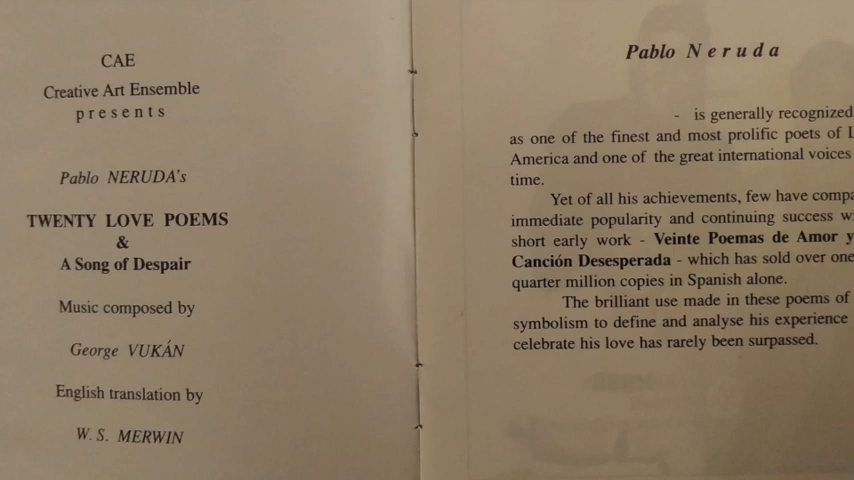 CAE
Creative Art Ensemble
presents
Pablo NERUDA's
TWENTY LOVE POEMS
&
A Song of Despair
Music composed by
George VUKÁN
English translation by
W. S. MERWIN
Pablo Neruda
- is generally recognized
as one of the finest and most prolific poets of L
America and one of the great international voices
time.
Yet of all his achievements, few have compa
immediate popularity and continuing success w
short early work - Veinte Poemas de Amor y
Canción Desesperada - which has sold over one
quarter million copies in Spanish alone.
The brilliant use made in these poems of
symbolism to define and analyse his experience
celebrate his love has rarely been surpassed.